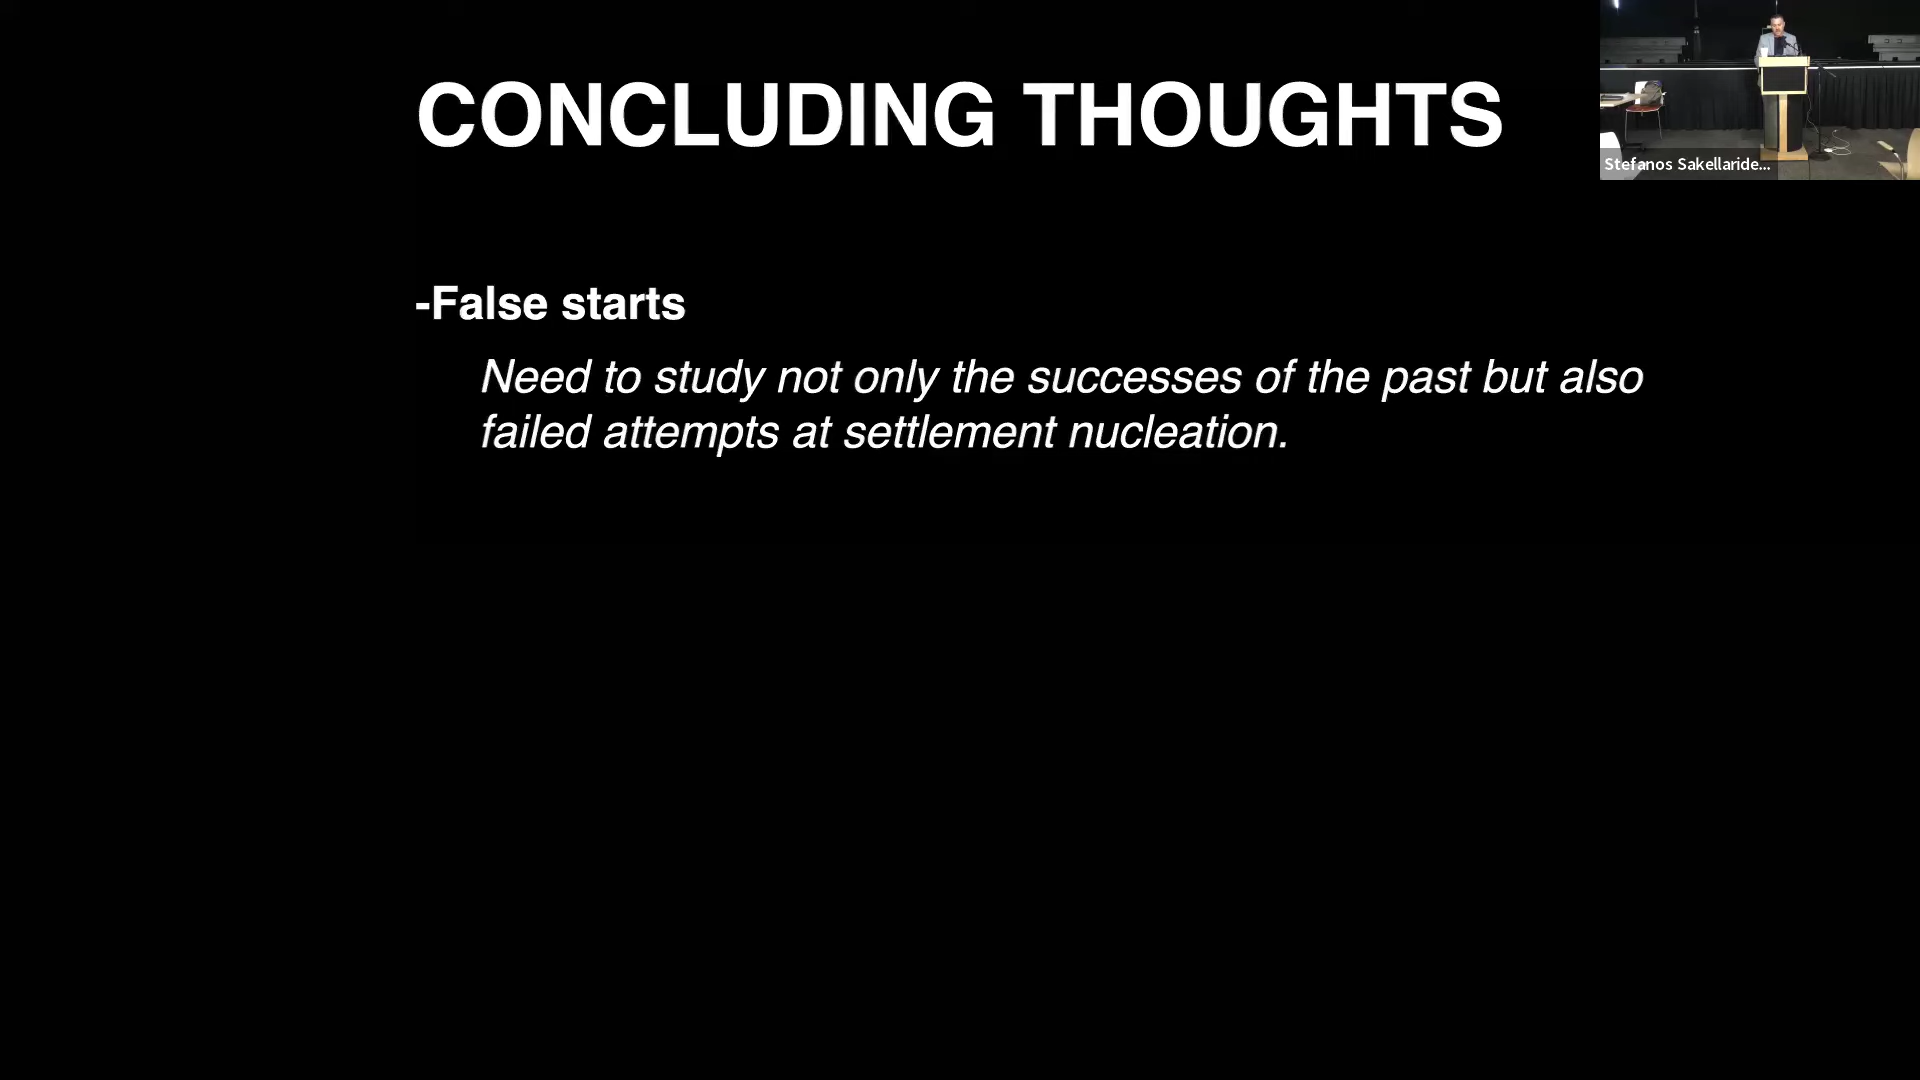 CONCLUDING THOUGHTS
Stefanos Sakellaride...
-False starts
Need to study not only the successes of the past but also
failed attempts at settlement nucleation.